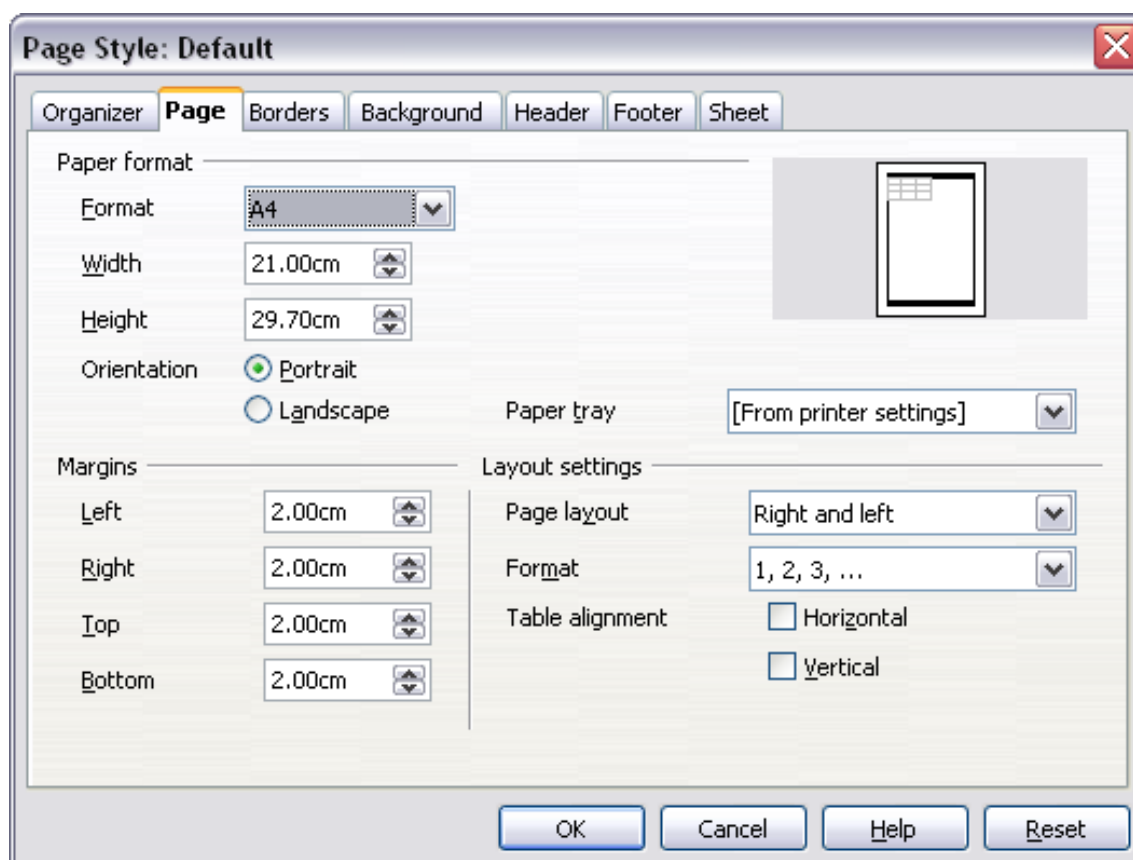 Page Style: Default
Organizer Page Borders Background Header Footer Sheet
Paper format
Format A4
Width 21.00cm
Height 29.70cm
Orientation Portrait
Landscape
Paper tray [From printer settings]
Margins
Left 2.00cm
Right 2.00cm
Top 2.00cm
Bottom 2.00cm
Layout settings
Page layout Right and left
Format 1, 2, 3, ...
Table alignment Horizontal
Vertical
OK Cancel Help Reset